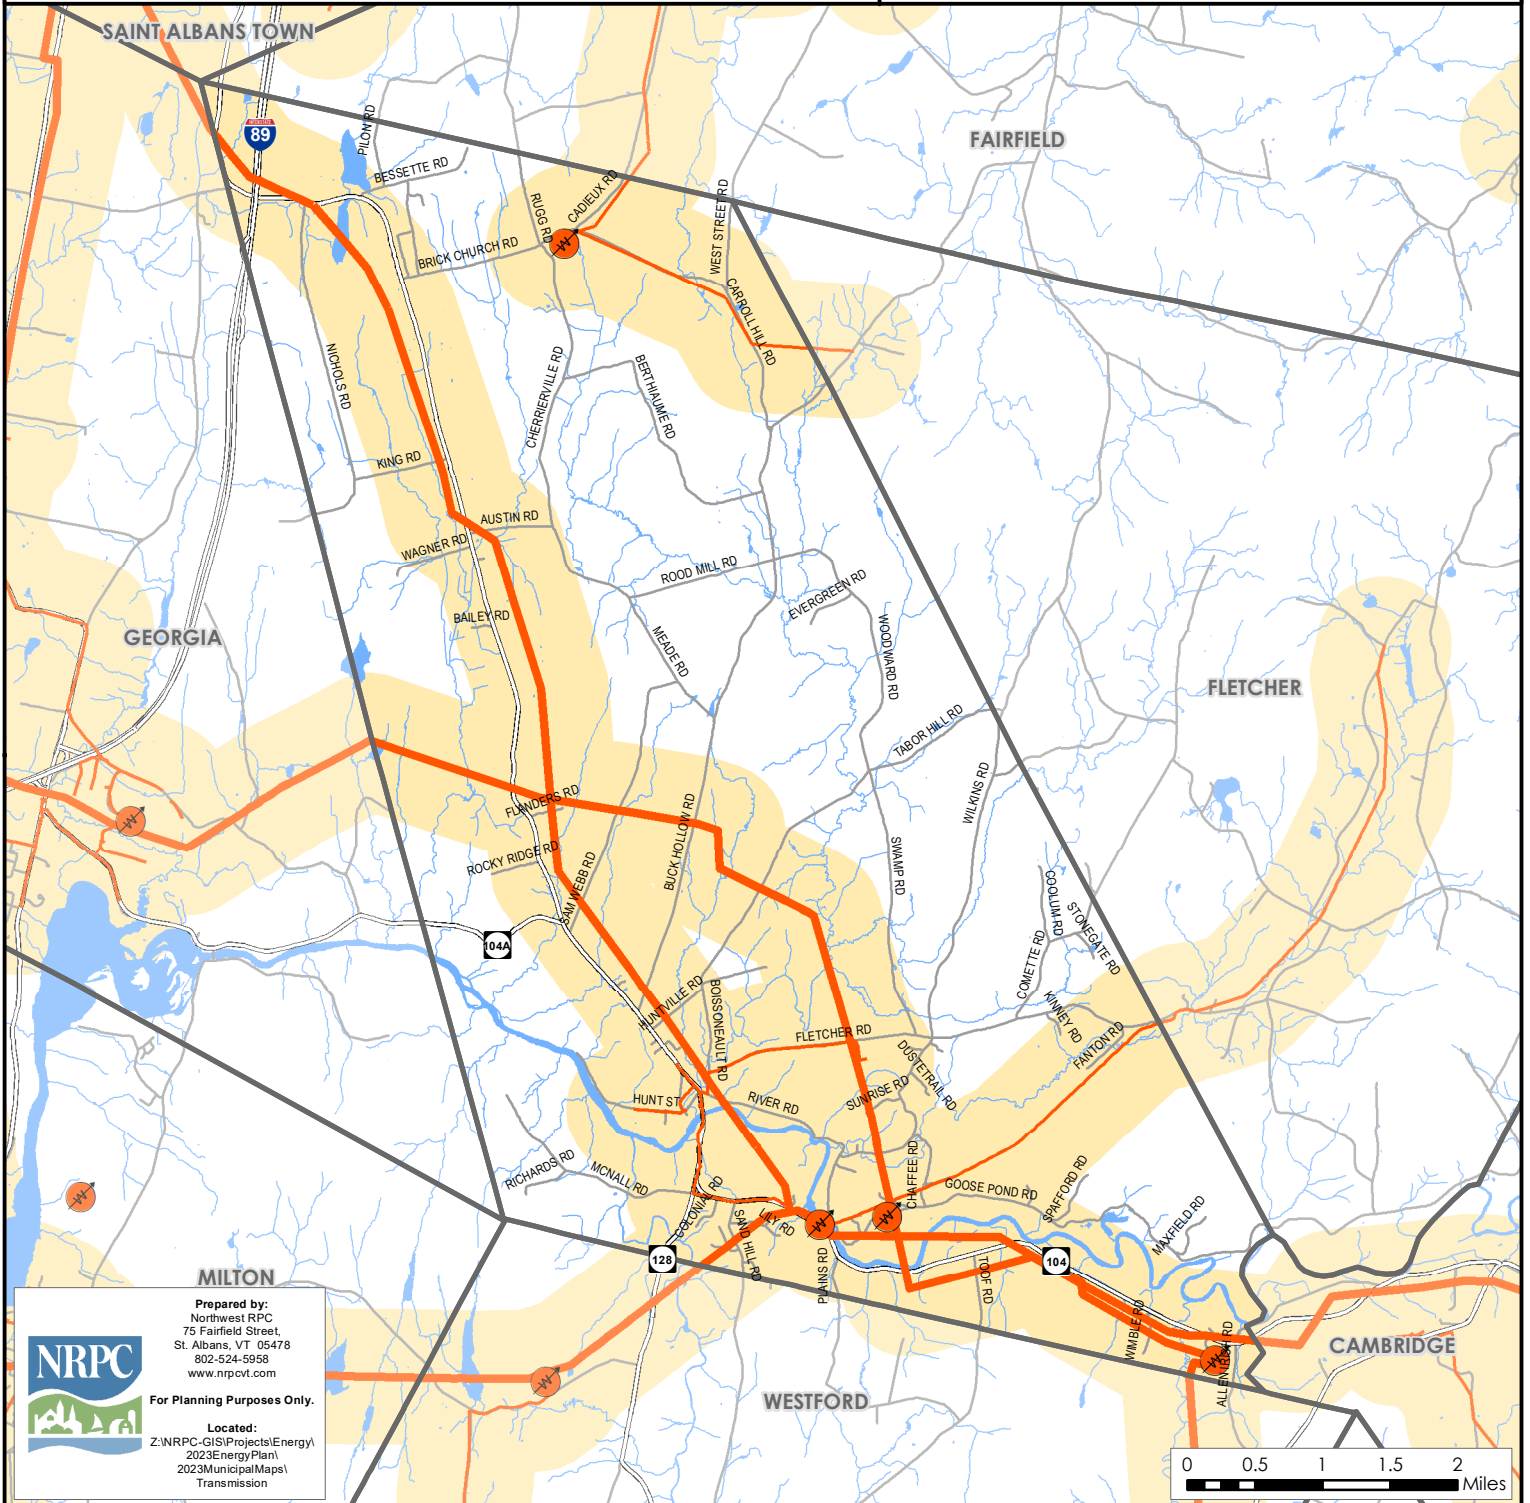 SAINT ALBANS TOWN
INTERSTATE
89
PILON RD
BESSETTE RD
RUGG RD
CADIEUX RD
W
BRICK CHURCH RD
WEST STREET RD
FAIRFIELD
CARROLL HILL RD
NICHOLS RD
CHERRIERVILLE RD
BERTHIAUME RD
KING RD
AUSTIN RD
WAGNER RD
ROOD MILL RD
EVERGREEN RD
BAILEY RD
MEADE RD
WOODWARD RD
GEORGIA
FLETCHER
TABOR HILL RD
WILKINS RD
W
FLANDERS RD
BUCK HOLLOW RD
ROCKY RIDGE RD
SAM WEBB RD
SWAMP RD
COOLUM RD
STONEGATE RD
104A
COMETTE RD
HUNTVILLE RD
BOISSONEAULT RD
FLETCHER RD
KINNEY RD
FANTON RD
DUSTETRAIL RD
SUNRISE RD
HUNT ST
RIVER RD
RICHARDS RD
MCNALL RD
COLONIAL RD
CHAFFEE RD
GOOSE POND RD
SPAFFORD RD
MAXFIELD RD
W
SAND HILL RD
LILY RD
W
W
128
PLAINS RD
TOOF RD
104
MILTON
WIMBLE RD
W
ALLEN IRISH RD
CAMBRIDGE
W
WESTFORD
NRPC
Prepared by:
Northwest RPC
75 Fairfield Street,
St. Albans, VT 05478
802-524-5958
www.nrpcvt.com
For Planning Purposes Only.
Located:
Z:\NRPC-GIS\Projects\Energy\
2023EnergyPlan\
2023MunicipalMaps\
Transmission
0 0.5 1 1.5 2
Miles